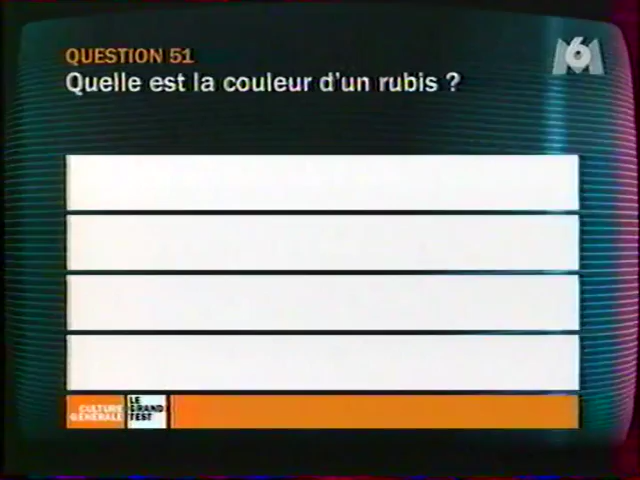 QUESTION 51
M6
Quelle est la couleur d'un rubis ?
CULTURE
GÉNÉRALE
LE
GRAND
TEST